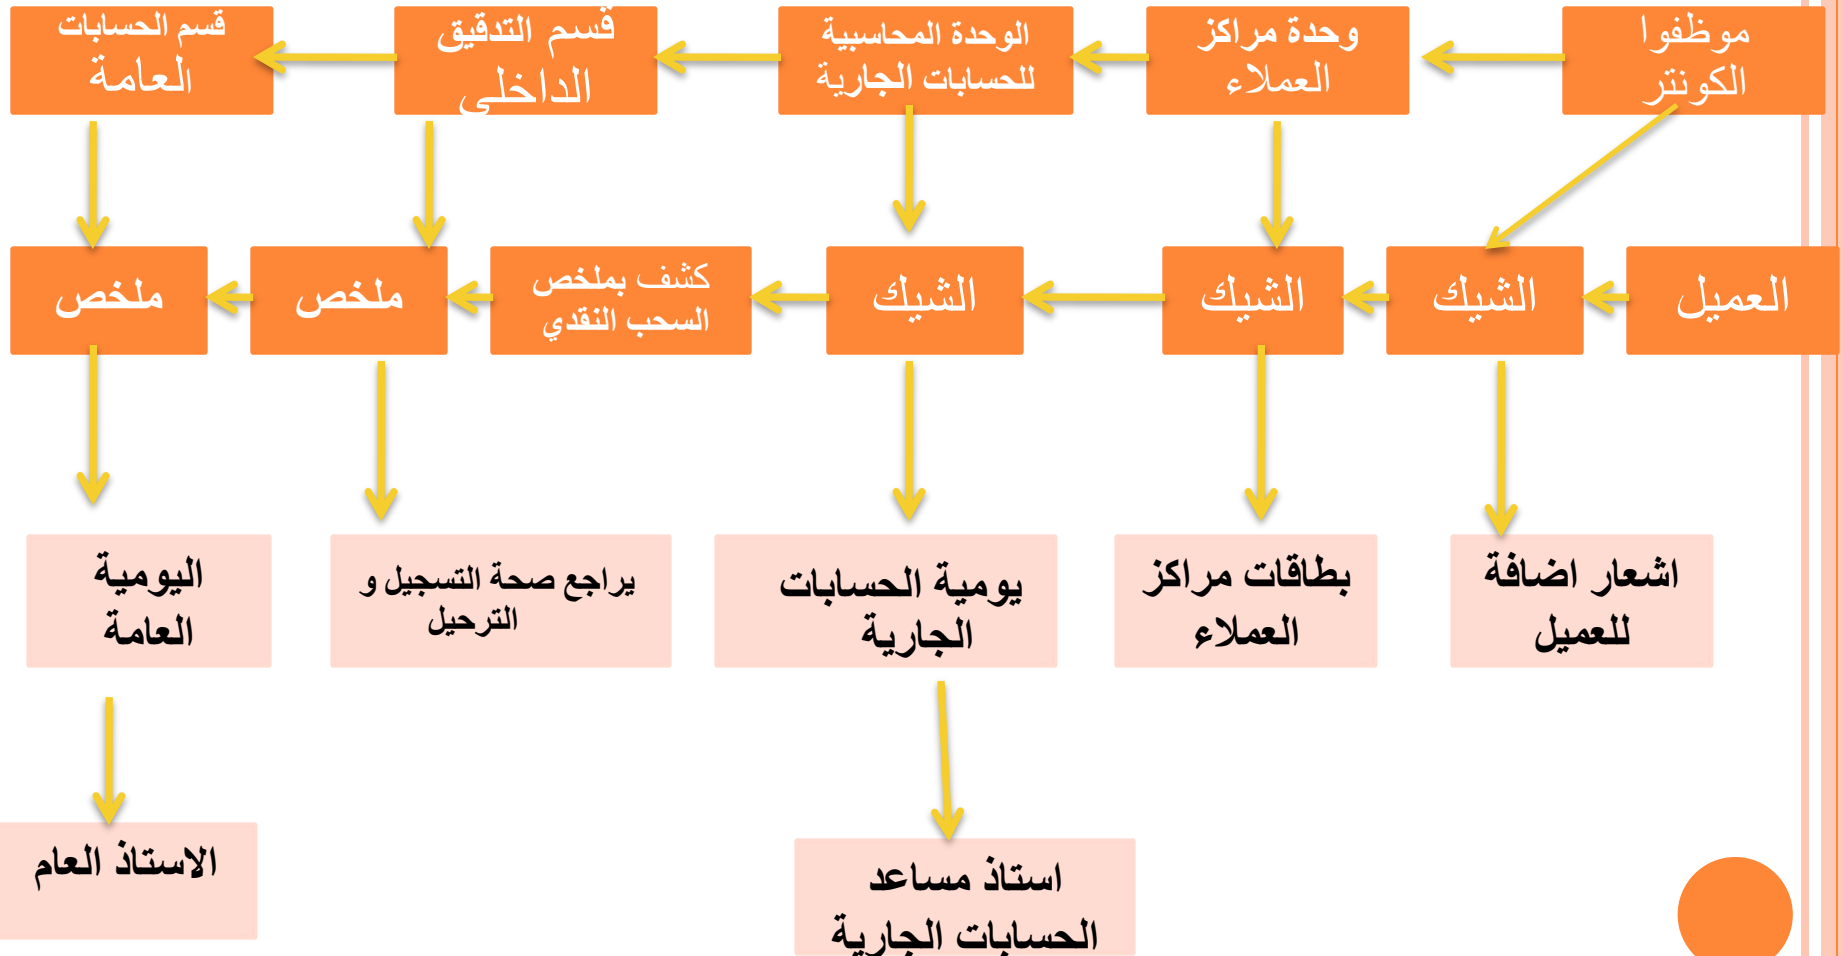 موظفوا
الكونتر
وحدة مراكز
العملاء
الوحدة المحاسبية
للحسابات الجارية
قسم التدقيق
الداخلي
قسم الحسابات
العامة
العميل
الشيك
الشيك
الشيك
كشف بملخص
السحب النقدي
ملخص
ملخص
اشعار اضافة
للعميل
بطاقات مراكز
العملاء
يومية الحسابات
الجارية
يراجع صحة التسجيل و
الترحيل
اليومية
العامة
استاذ مساعد
الحسابات الجارية
الاستاذ العام